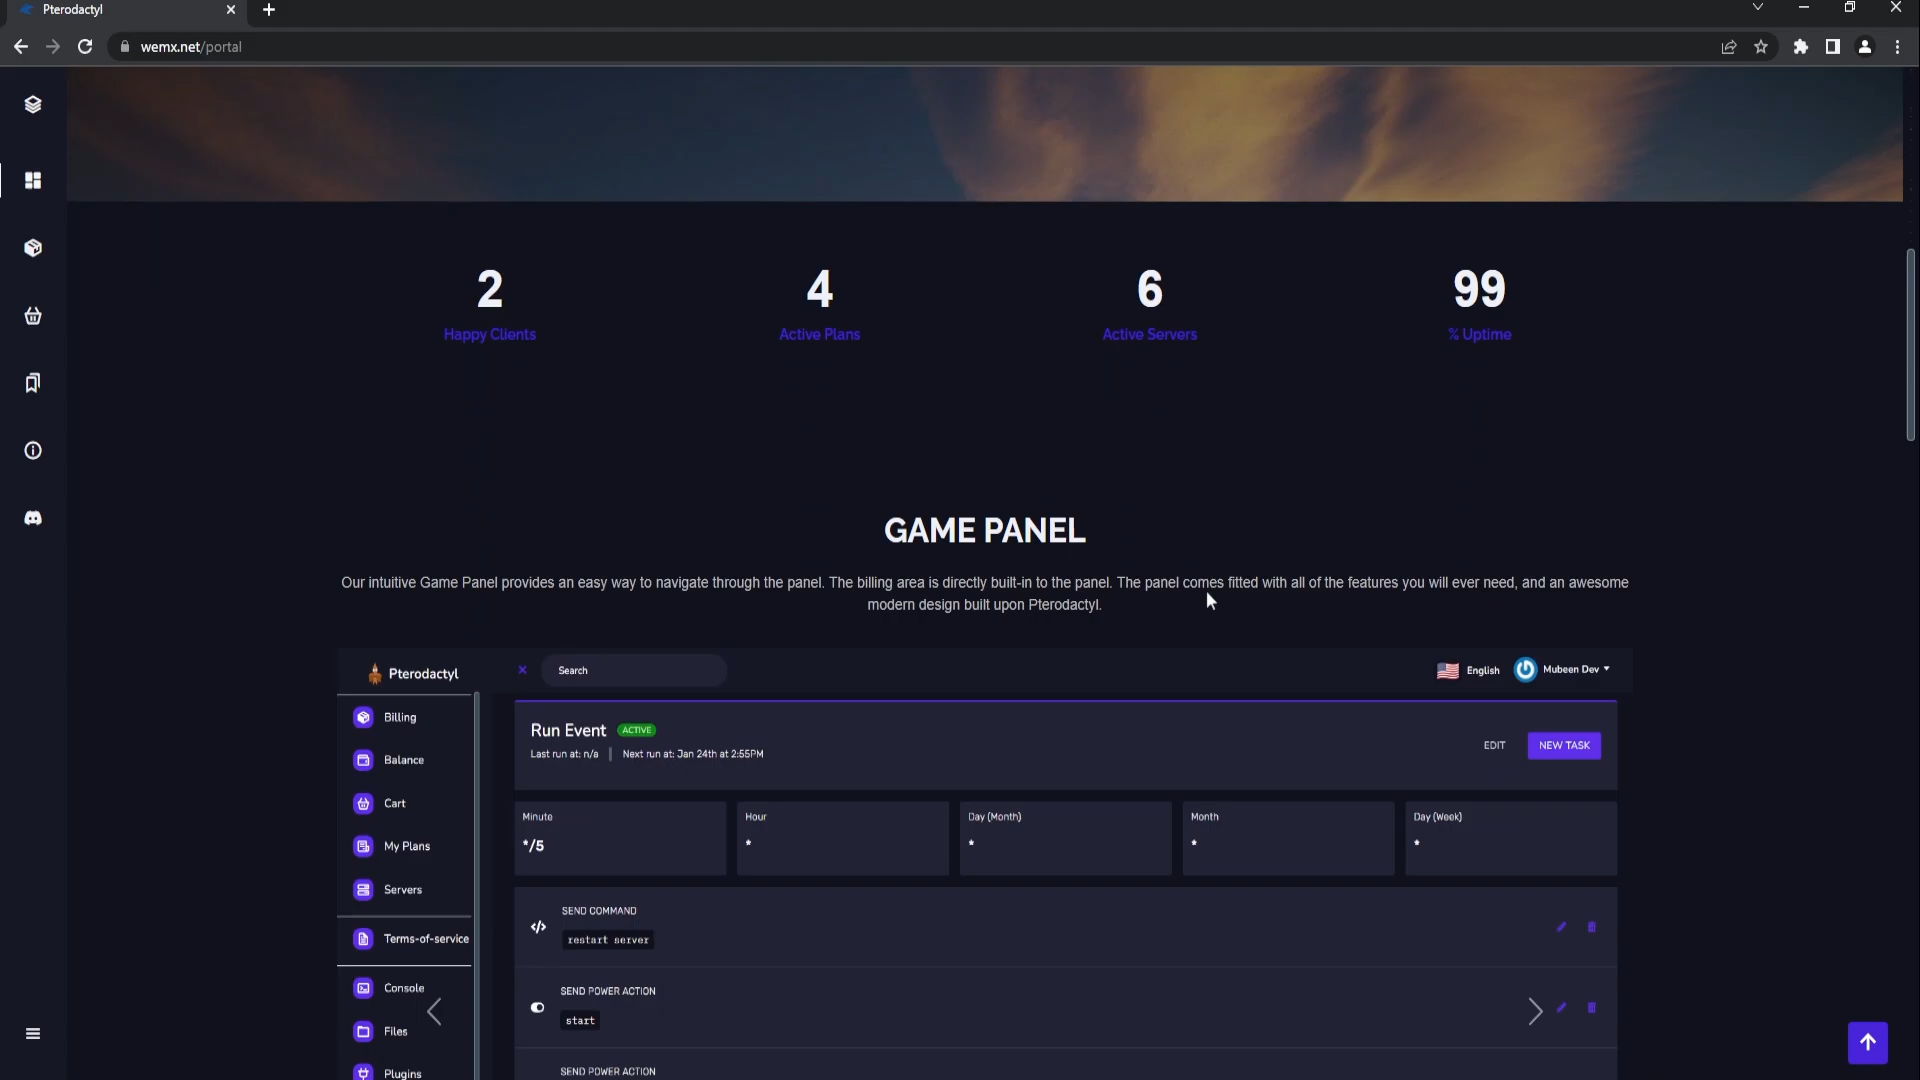 Pterodactyl
wemx.net/portal
2
Happy Clients
4
Active Plans
6
Active Servers
99
% Uptime
GAME PANEL
Our intuitive Game Panel provides an easy way to navigate through the panel. The billing area is directly built-in to the panel. The panel comes fitted with all of the features you will ever need, and an awesome
modern design built upon Pterodactyl.
Pterodactyl
Search
English
Mubeen Dev
Billing
Balance
Cart
My Plans
Servers
Terms-of-service
Console
Files
Plugins
Run Event ACTIVE
Last run at: n/a | Next run at: Jan 24th at 2:55PM
EDIT
NEW TASK
Minute
*/5
Hour
*
Day (Month)
*
Month
*
Day (Week)
*
SEND COMMAND
restart server
SEND POWER ACTION
start
SEND POWER ACTION